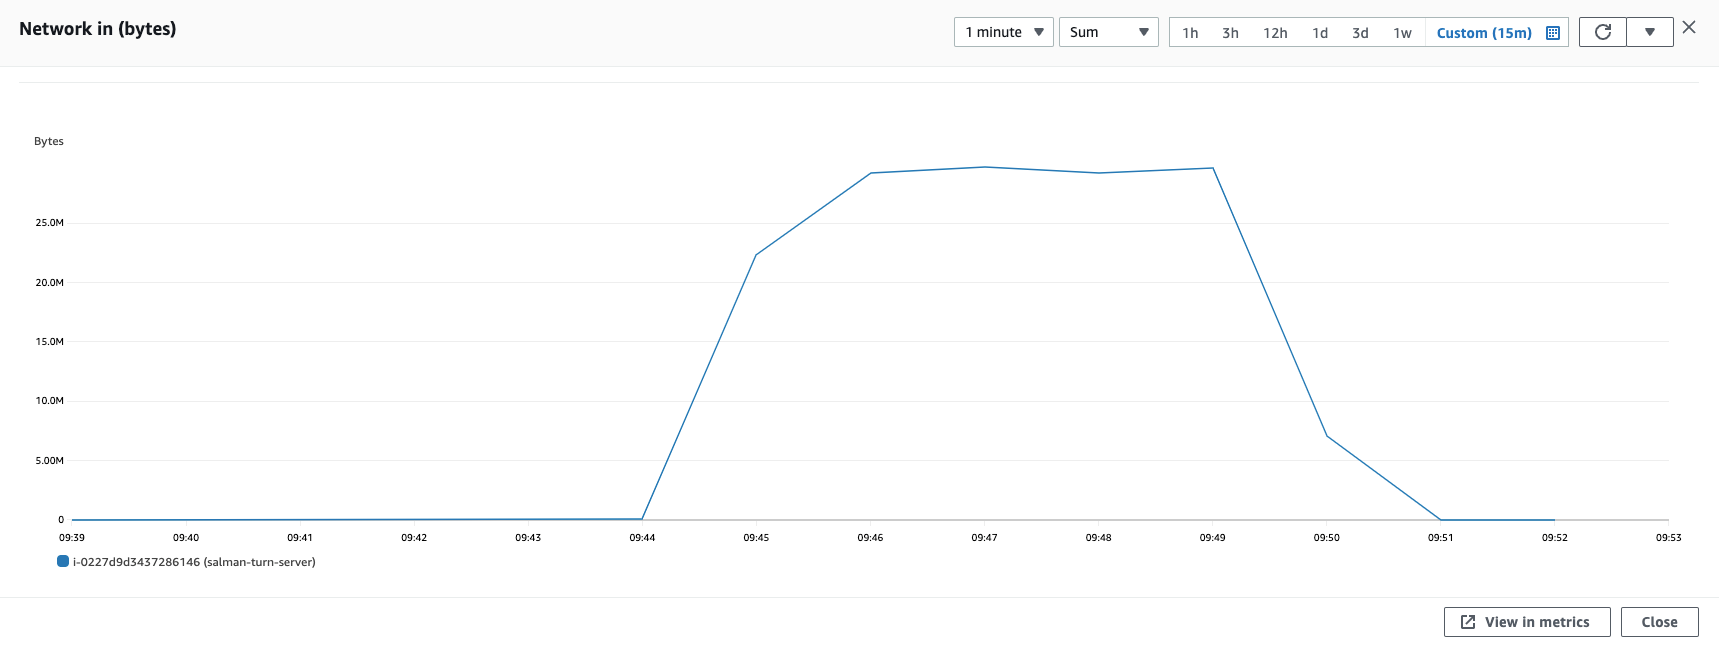 Network in (bytes)
1 minute Sum 1h 3h 12h 1d 3d 1w Custom (15m)
Bytes
25.0M
20.0M
15.0M
10.0M
5.00M
0
09:39 09:40 09:41 09:42 09:43 09:44 09:45 09:46 09:47 09:48 09:49 09:50 09:51 09:52 09:53
i-0227d9d3437286146 (salman-turn-server)
View in metrics Close